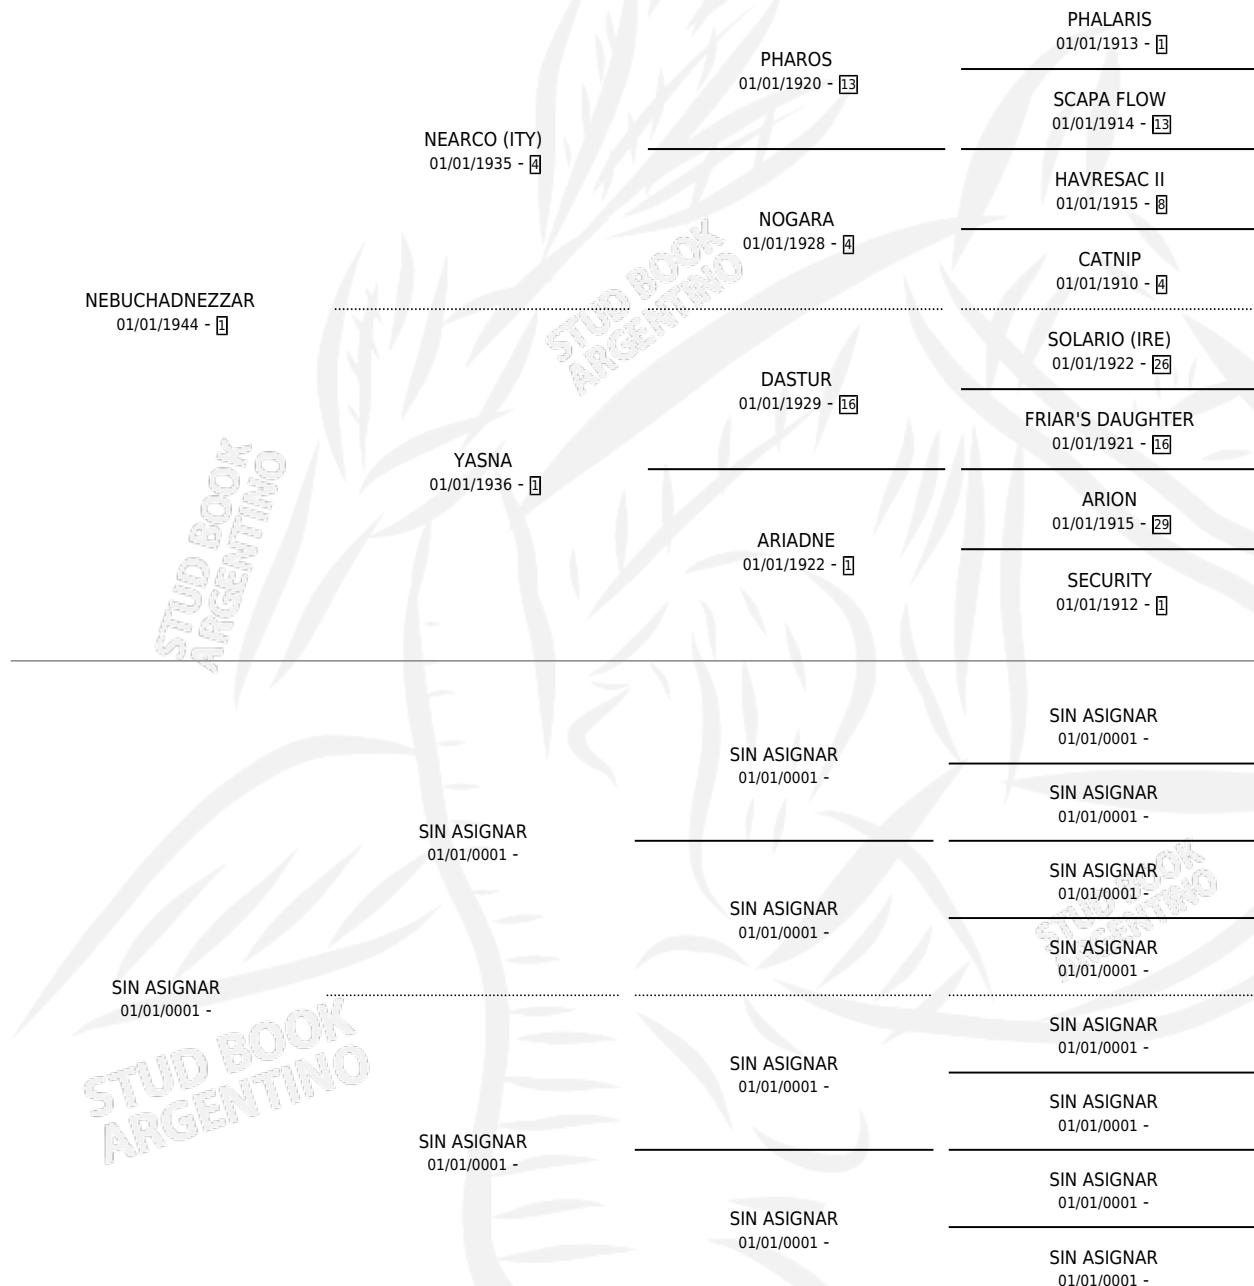 PHALARIS
01/01/1913 - 1
PHAROS
01/01/1920 - 13
SCAPA FLOW
01/01/1914 - 13
NEARCO (ITY)
01/01/1935 - 4
HAVRESAC II
01/01/1915 - 8
NOGARA
01/01/1928 - 4
CATNIP
01/01/1910 - 4
NEBUCHADNEZZAR
01/01/1944 - 1
STUD BOOK
ARGENTINO
SOLARIO (IRE)
01/01/1922 - 26
DASTUR
01/01/1929 - 16
FRIAR'S DAUGHTER
01/01/1921 - 16
YASNA
01/01/1936 - 1
ARION
01/01/1915 - 29
ARIADNE
01/01/1922 - 1
SECURITY
01/01/1912 - 1
STUD BOOK
ARGENTINO
SIN ASIGNAR
01/01/0001 -
SIN ASIGNAR
01/01/0001 -
SIN ASIGNAR
01/01/0001 -
SIN ASIGNAR
01/01/0001 -
SIN ASIGNAR
01/01/0001 -
SIN ASIGNAR
01/01/0001 -
SIN ASIGNAR
01/01/0001 -
STUD BOOK
ARGENTINO
SIN ASIGNAR
01/01/0001 -
STUD BOOK
ARGENTINO
SIN ASIGNAR
01/01/0001 -
SIN ASIGNAR
01/01/0001 -
SIN ASIGNAR
01/01/0001 -
SIN ASIGNAR
01/01/0001 -
SIN ASIGNAR
01/01/0001 -
SIN ASIGNAR
01/01/0001 -
SIN ASIGNAR
01/01/0001 -